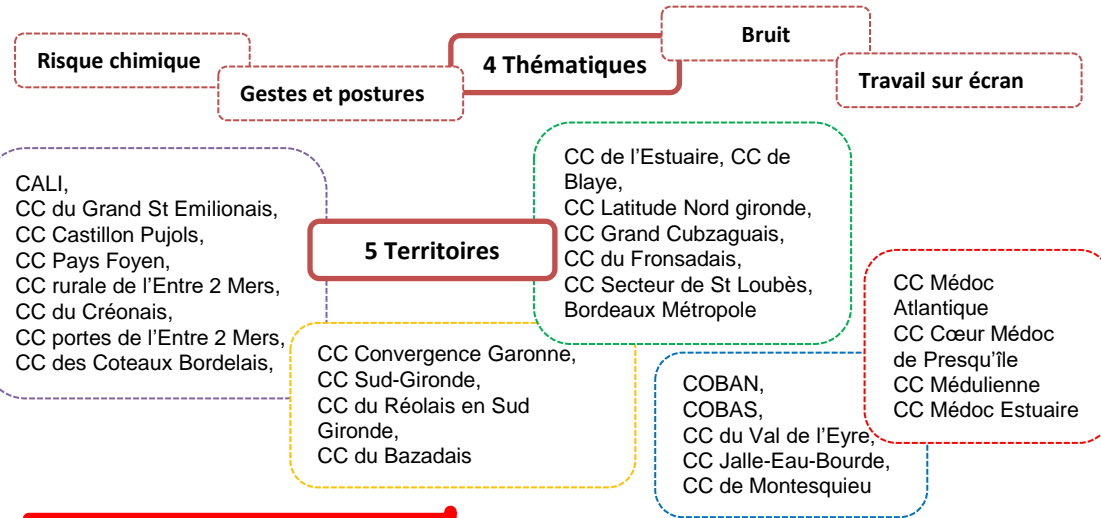 Risque chimique
Gestes et postures
4 Thématiques
Bruit
Travail sur écran
CALI,
CC du Grand St Emilionais,
CC Castillon Pujols,
CC Pays Foyen,
CC rurale de l'Entre 2 Mers,
CC du Créonais,
CC portes de l'Entre 2 Mers,
CC des Coteaux Bordelais,
5 Territoires
CC de l'Estuaire, CC de
Blaye,
CC Latitude Nord gironde,
CC Grand Cubzaguais,
CC du Fronsadais,
CC Secteur de St Loubès,
Bordeaux Métropole
CC Convergence Garonne,
CC Sud-Gironde,
CC du Réolais en Sud
Gironde,
CC du Bazadais
COBAN,
COBAS,
CC du Val de l'Eyre,
CC Jalle-Eau-Bourde,
CC de Montesquieu
CC Médoc
Atlantique
CC Cœur Médoc
de Presqu'île
CC Médulienne
CC Médoc Estuaire